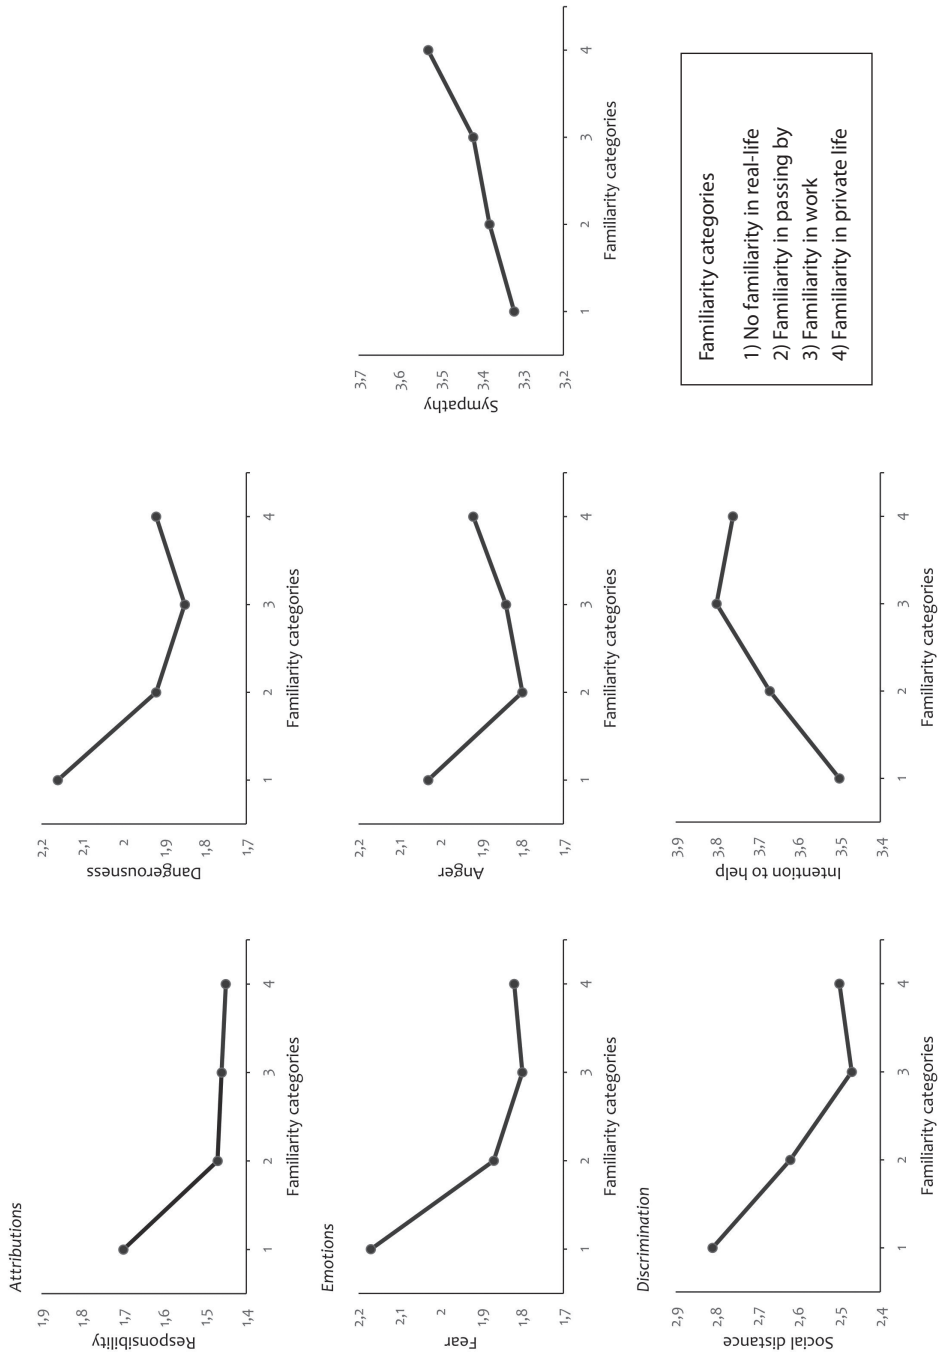 Attributions
Responsibility
1,9
1,8
1,7
1,6
1,5
1,4
1 2 3 4
Familiarity categories
Dangerousness
2,2
2,1
2
1,9
1,8
1,7
1 2 3 4
Familiarity categories
Emotions
Fear
2,2
2,1
2
1,9
1,8
1,7
1 2 3 4
Familiarity categories
Anger
2,2
2,1
2
1,9
1,8
1,7
1 2 3 4
Familiarity categories
Sympathy
3,7
3,6
3,5
3,4
3,3
3,2
1 2 3 4
Familiarity categories
Discrimination
Social distance
2,9
2,8
2,7
2,6
2,5
2,4
1 2 3 4
Familiarity categories
Intention to help
3,9
3,8
3,7
3,6
3,5
3,4
1 2 3 4
Familiarity categories
Familiarity categories
1) No familiarity in real-life
2) Familiarity in passing by
3) Familiarity in work
4) Familiarity in private life